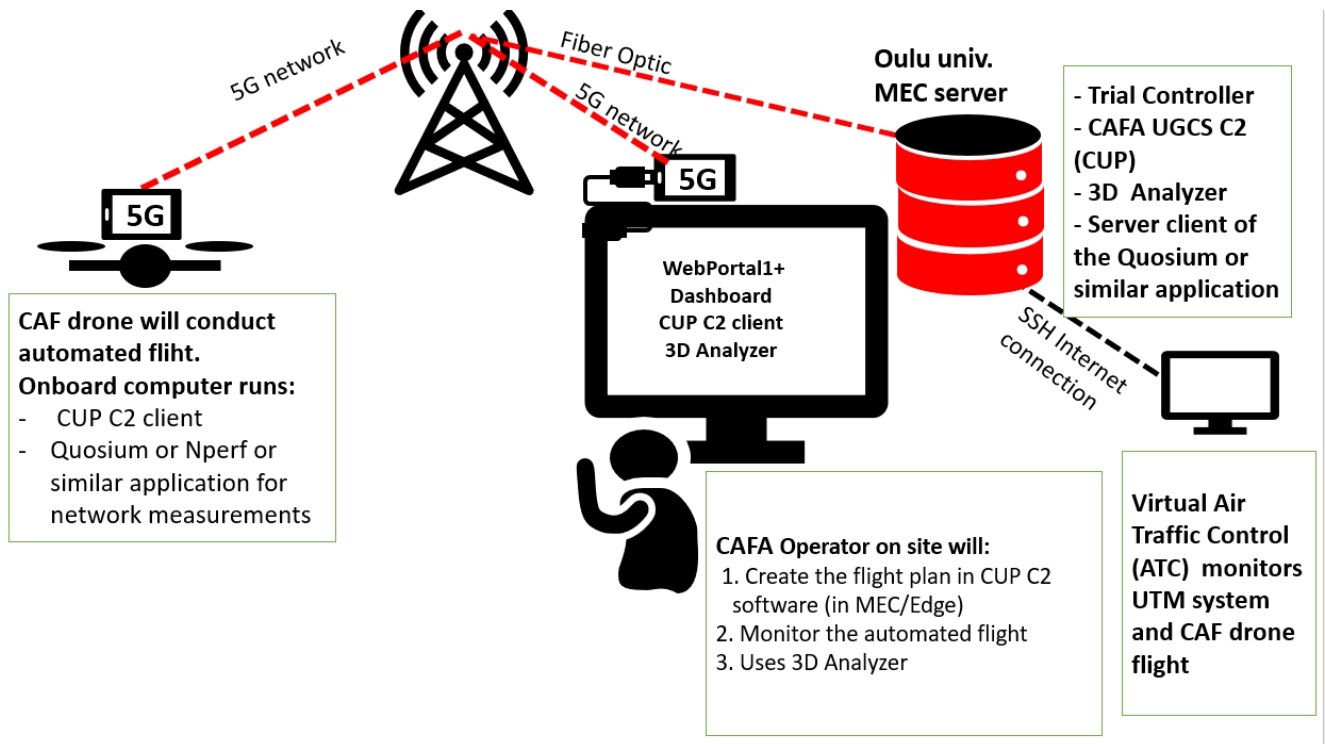 5G network
Fiber Optic
5G network
Oulu univ.
MEC server
- Trial Controller
- CAFA UGCS C2
(CUP)
- 3D Analyzer
- Server client of
the Quosium or
similar application
5G
5G
WebPortal1+
Dashboard
CUP C2 client
3D Analyzer
SSH Internet
connection
CAF drone will conduct
automated fliht.
Onboard computer runs:
- CUP C2 client
- Quosium or Nperf or
similar application for
network measurements
CAFA Operator on site will:
1. Create the flight plan in CUP C2
software (in MEC/Edge)
2. Monitor the automated flight
3. Uses 3D Analyzer
Virtual Air
Traffic Control
(ATC) monitors
UTM system
and CAF drone
flight